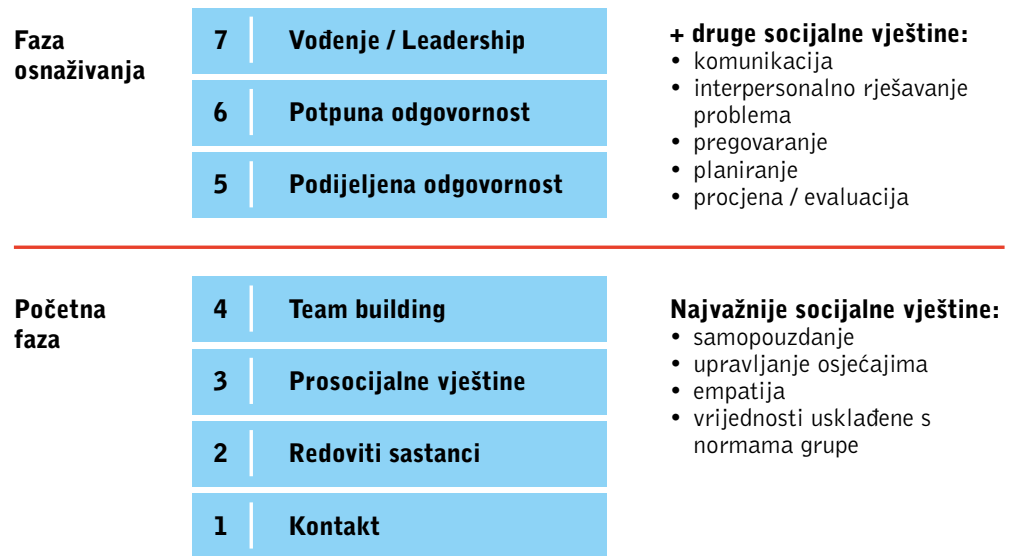 Faza
osnaživanja
7 Vođenje / Leadership
6 Potpuna odgovornost
5 Podijeljena odgovornost
+ druge socijalne vještine:
• komunikacija
• interpersonalno rješavanje
problema
• pregovaranje
• planiranje
• procjena / evaluacija
Početna
faza
4 Team building
3 Prosocijalne vještine
2 Redoviti sastanci
1 Kontakt
Najvažnije socijalne vještine:
• samopouzdanje
• upravljanje osjećajima
• empatija
• vrijednosti usklađene s
normama grupe